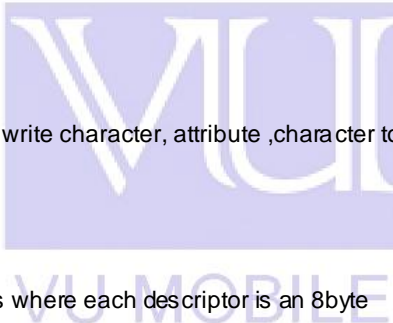 write character, attribute ,character to
s where each descriptor is an 8byte
VU MOBILE